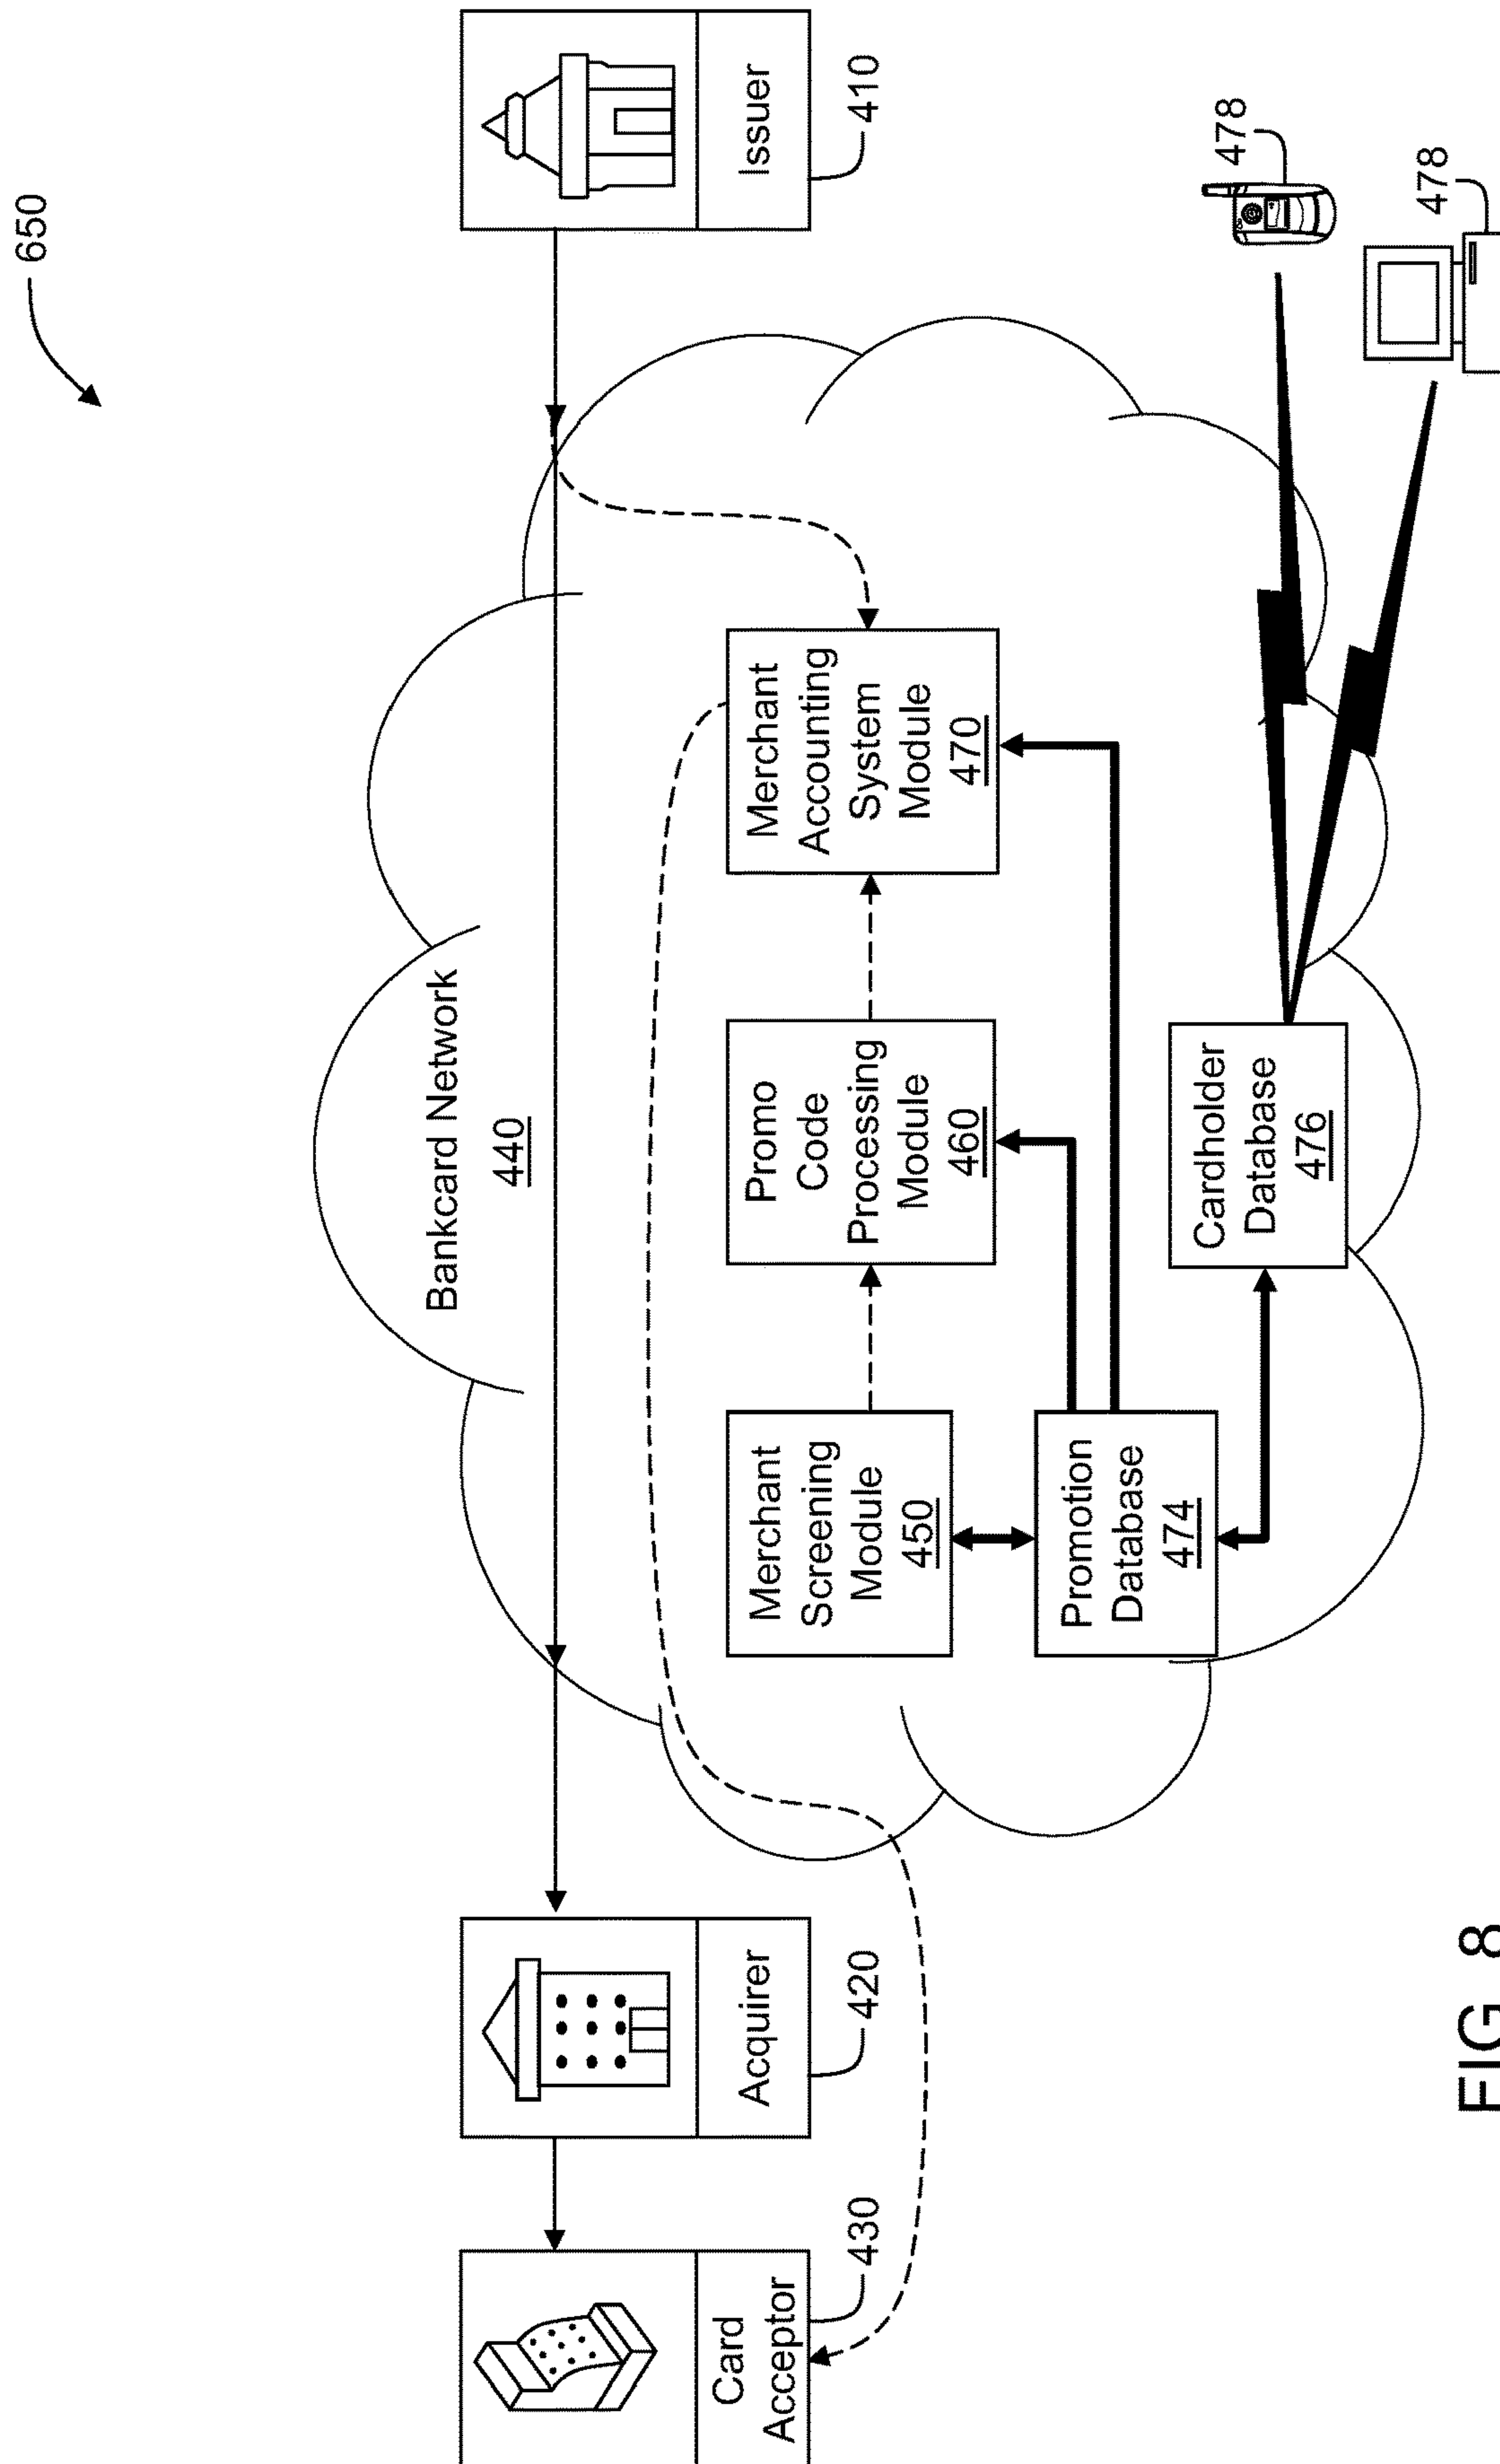 650
Issuer
410
Acquirer
420
Card
Acceptor
430
Bankcard Network
440
Merchant
Screening
Module
450
Promo
Code
Processing
Module
460
Merchant
Accounting
System
Module
470
Promotion
Database
474
Cardholder
Database
476
478
478
FIG. 8